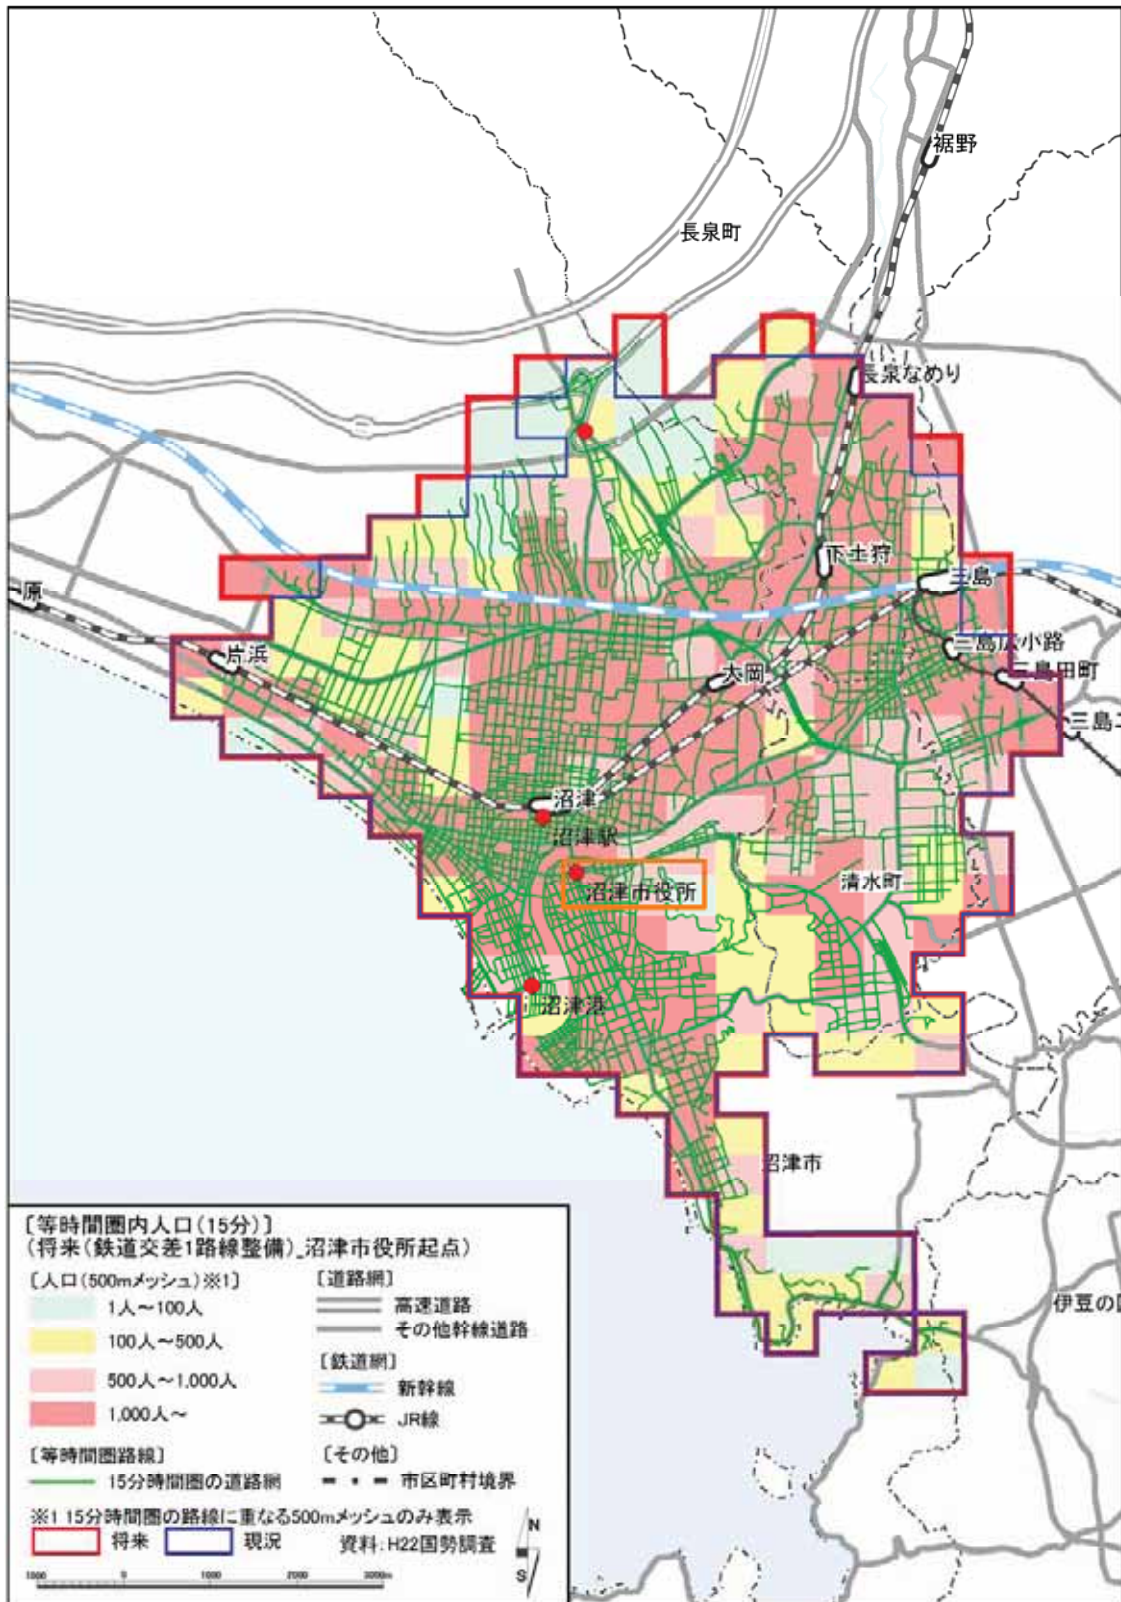 裾野
長泉町
長泉なめり
下土狩
三島
三島広小路
三島田町
原
片浜
大岡
沼津
沼津駅
沼津市役所
清水町
沼津港
沼津市
伊豆の
〔等時間圏内人口(15分)〕
(将来(鉄道交差1路線整備)_沼津市役所起点)
〔人口(500mメッシュ)※1〕
1人~100人
100人~500人
500人~1,000人
1,000人~
〔道路網〕
高速道路
その他幹線道路
〔鉄道網〕
新幹線
JR線
〔等時間圏路線〕
15分時間圏の道路網
〔その他〕
市区町村境界
※1 15分時間圏の路線に重なる500mメッシュのみ表示
将来 現況 資料:H22国勢調査
N
S
1000 0 1000 2000 3000m